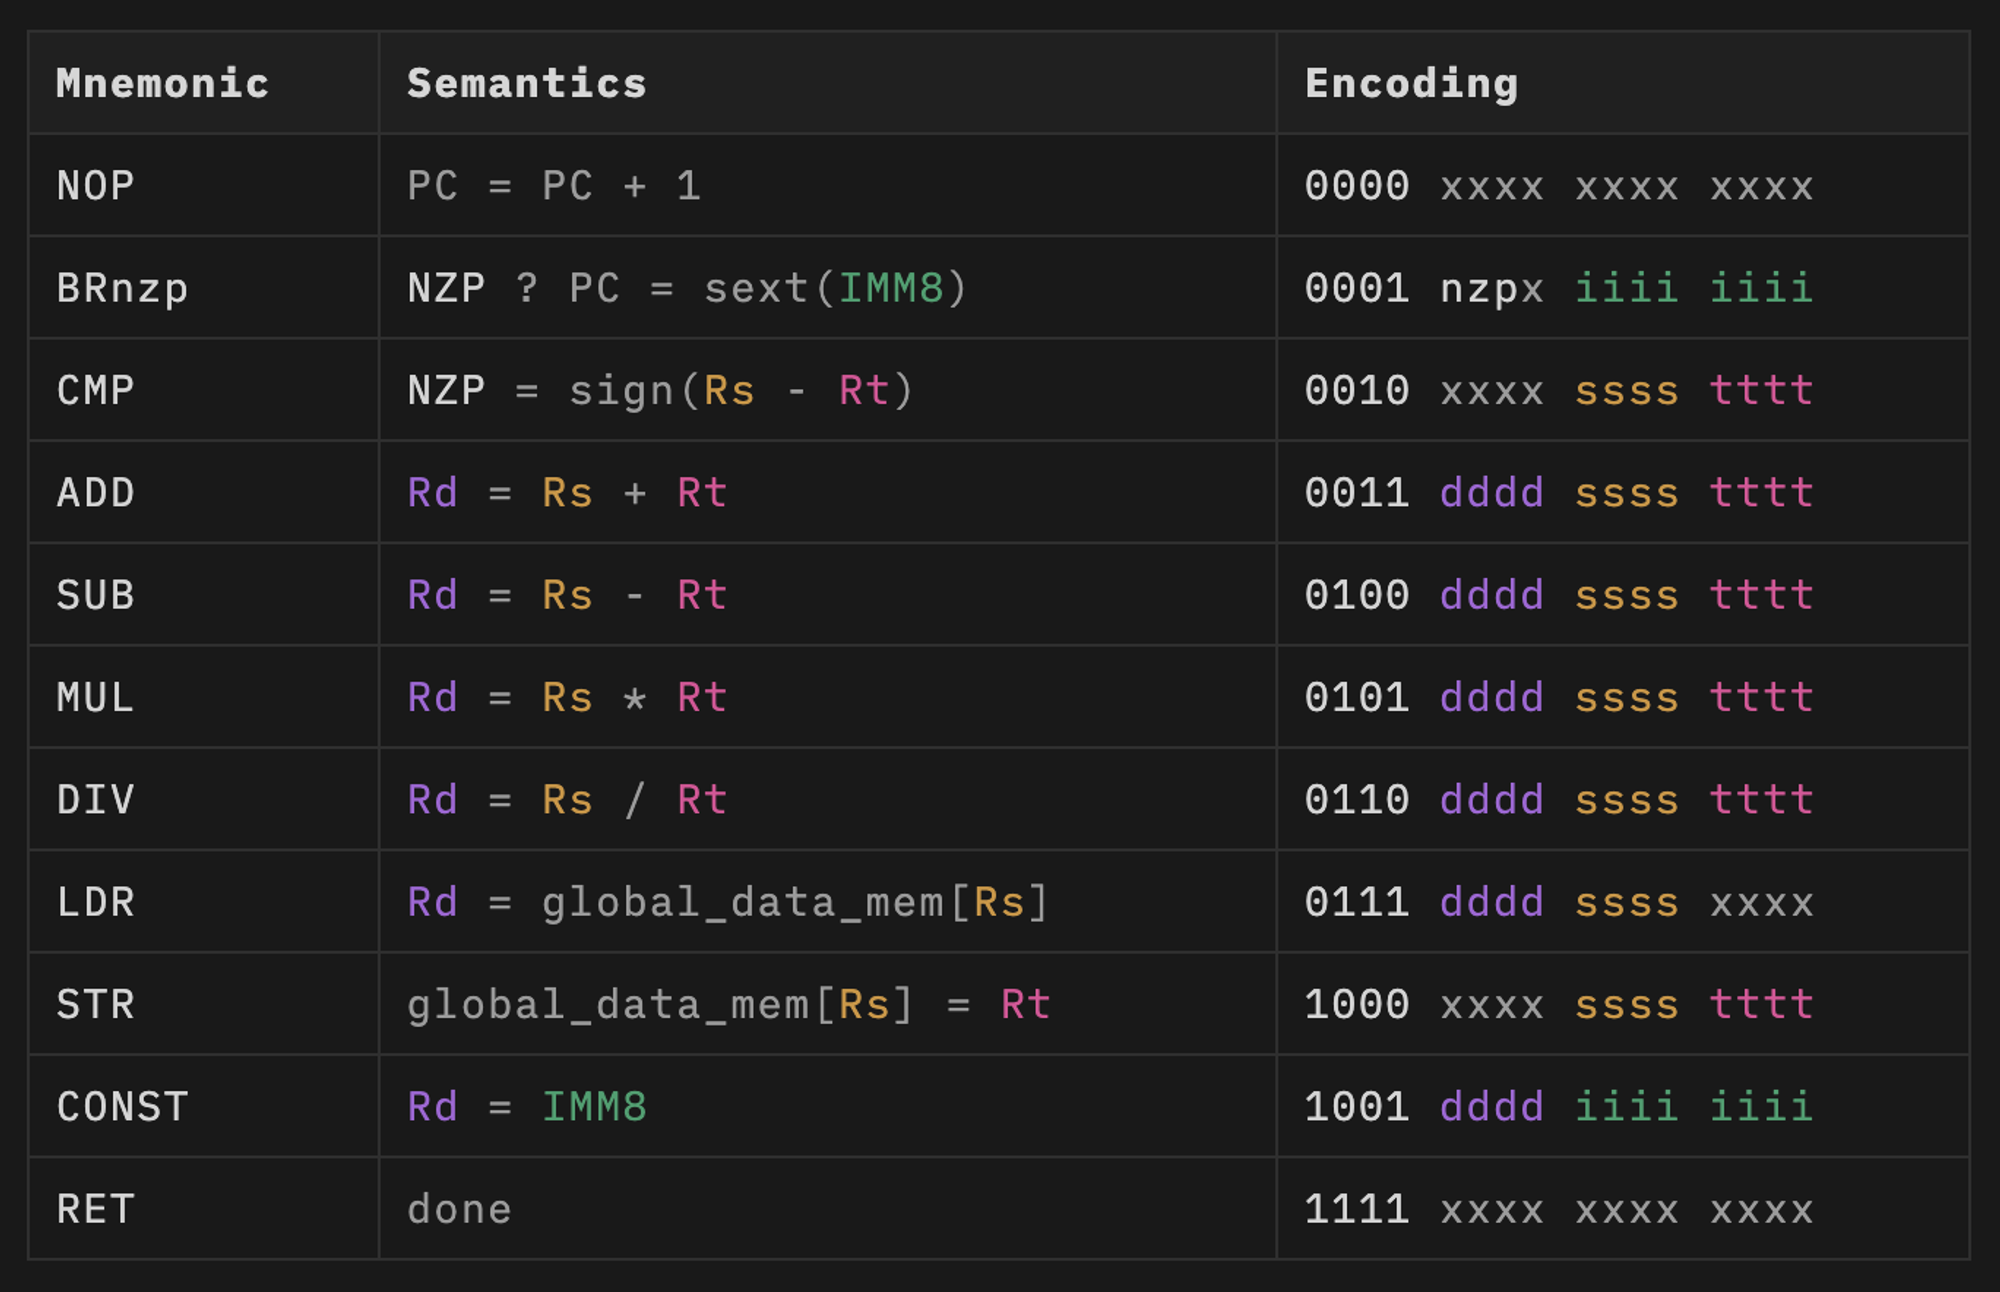 Mnemonic Semantics Encoding
NOP PC = PC + 1 0000 xxxx xxxx xxxx
BRnzp NZP ? PC = sext(IMM8) 0001 nzpx iiii iiii
CMP NZP = sign(Rs - Rt) 0010 xxxx ssss tttt
ADD Rd = Rs + Rt 0011 dddd ssss tttt
SUB Rd = Rs - Rt 0100 dddd ssss tttt
MUL Rd = Rs * Rt 0101 dddd ssss tttt
DIV Rd = Rs / Rt 0110 dddd ssss tttt
LDR Rd = global_data_mem[Rs] 0111 dddd ssss xxxx
STR global_data_mem[Rs] = Rt 1000 xxxx ssss tttt
CONST Rd = IMM8 1001 dddd iiii iiii
RET done 1111 xxxx xxxx xxxx